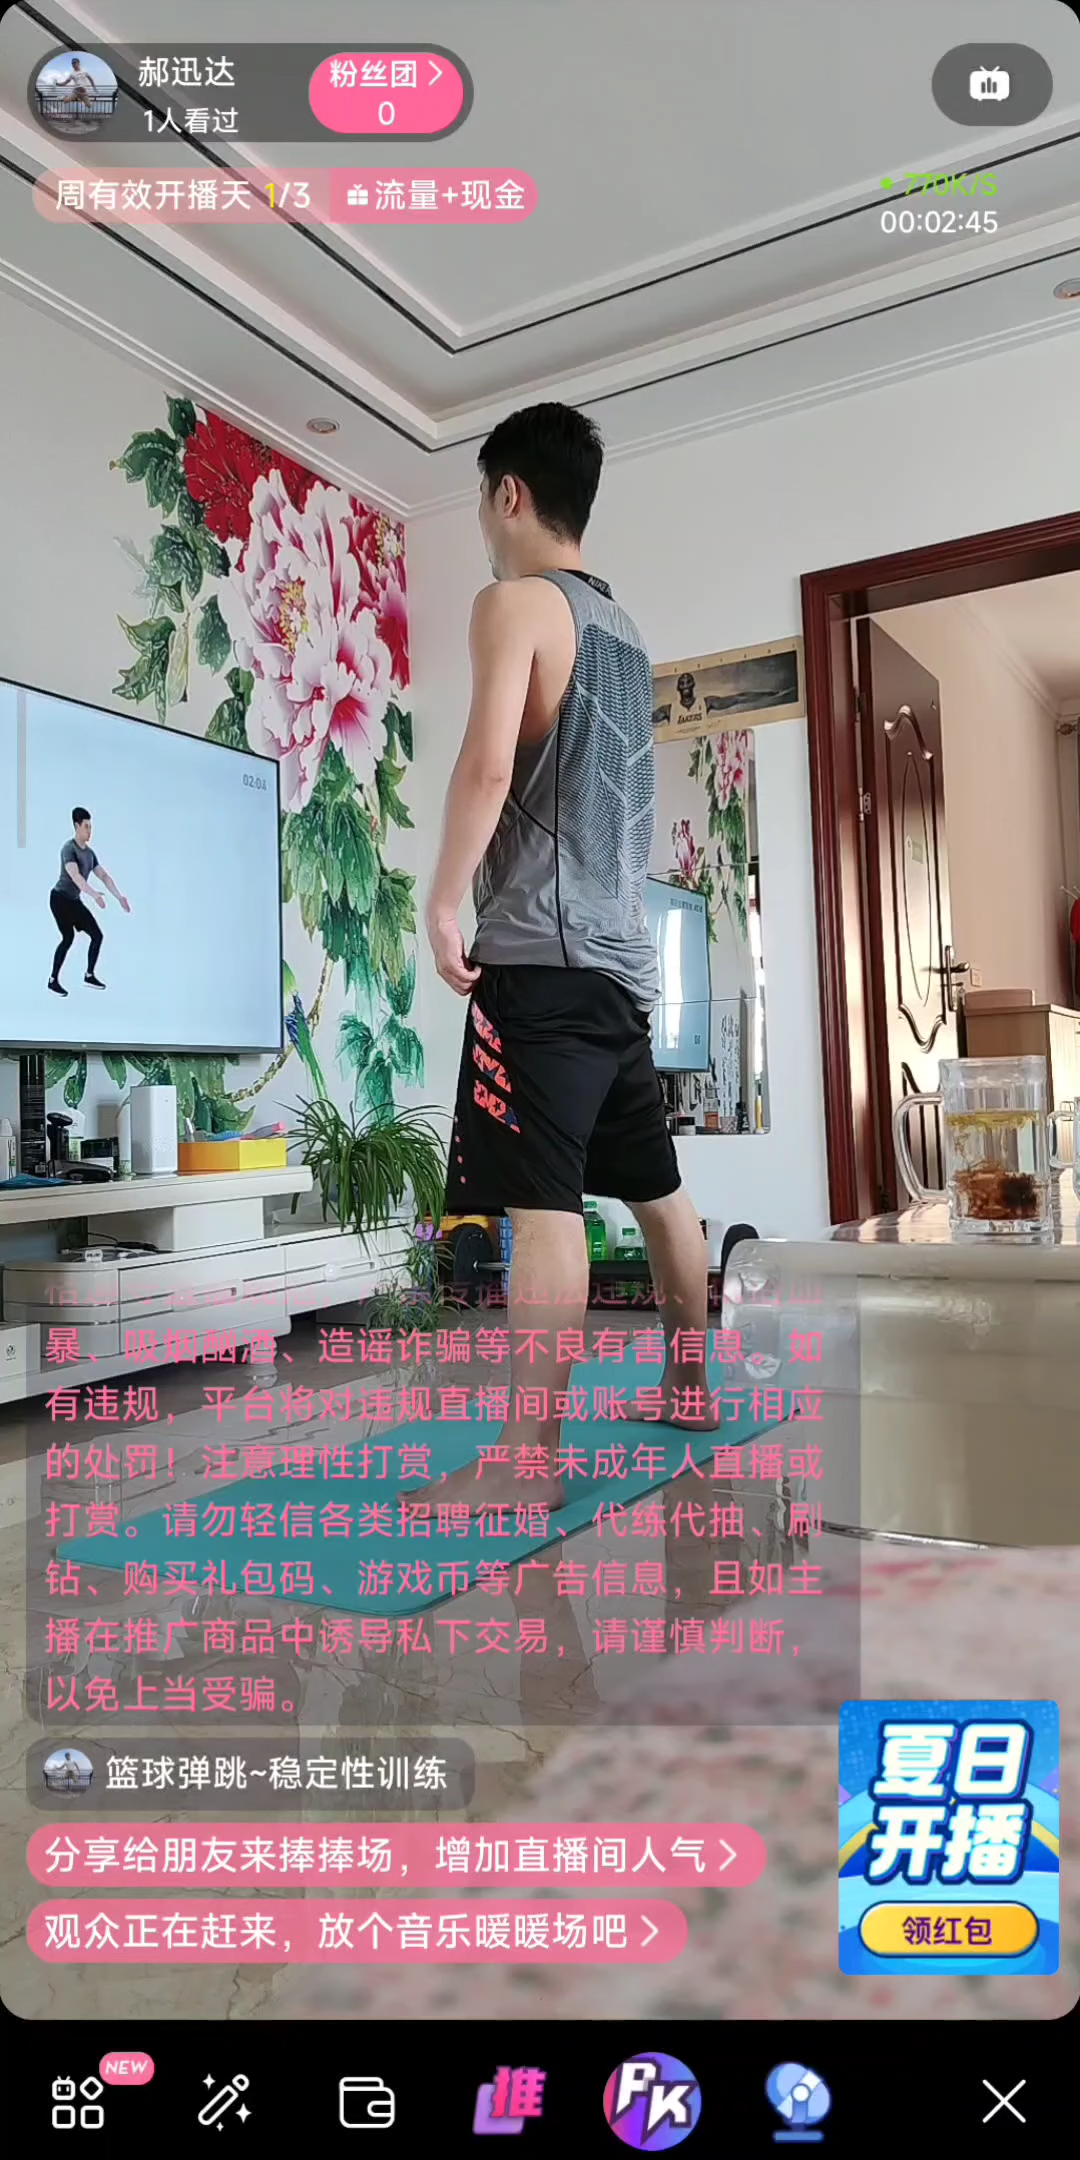 郝迅达
1人看过
粉丝团
0
周有效开播天 1/3
流量+现金
770K/S
00:02:45
NIKE
LAKERS
暴、吸烟酗酒、造谣诈骗等不良有害信息。如
有违规，平台将对违规直播间或账号进行相应
的处罚！注意理性打赏，严禁未成年人直播或
打赏。请勿轻信各类招聘征婚、代练代抽、刷
钻、购买礼包码、游戏币等广告信息，且如主
播在推广商品中诱导私下交易，请谨慎判断，
以免上当受骗。
篮球弹跳~稳定性训练
分享给朋友来捧捧场，增加直播间人气
观众正在赶来，放个音乐暖暖场吧
夏日
开播
领红包
NEW
推
PK